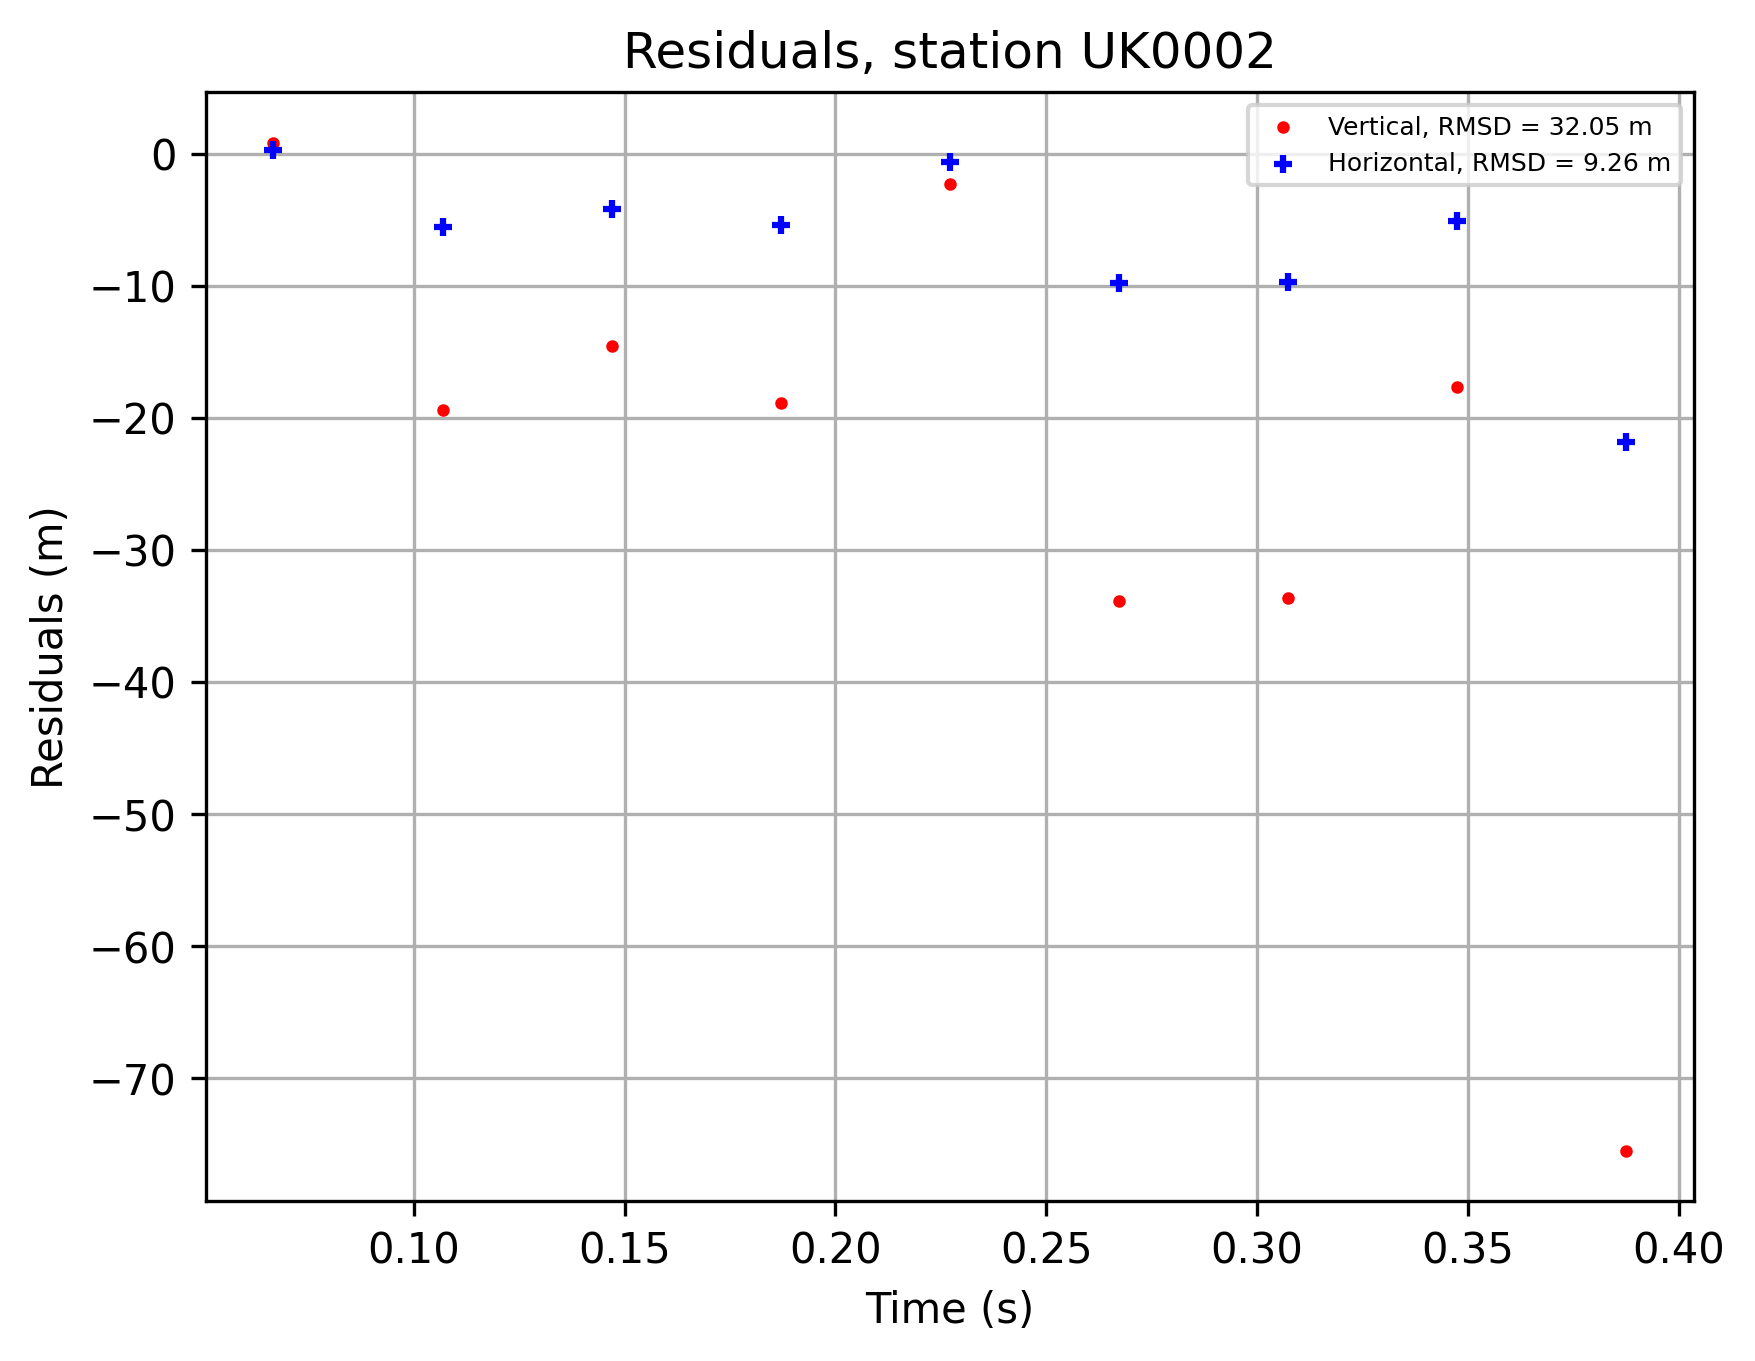 Residuals, station UK0002
Vertical, RMSD = 32.05 m
Horizontal, RMSD = 9.26 m
0
−10
−20
−30
−40
−50
−60
−70
Residuals (m)
0.10 0.15 0.20 0.25 0.30 0.35 0.40
Time (s)